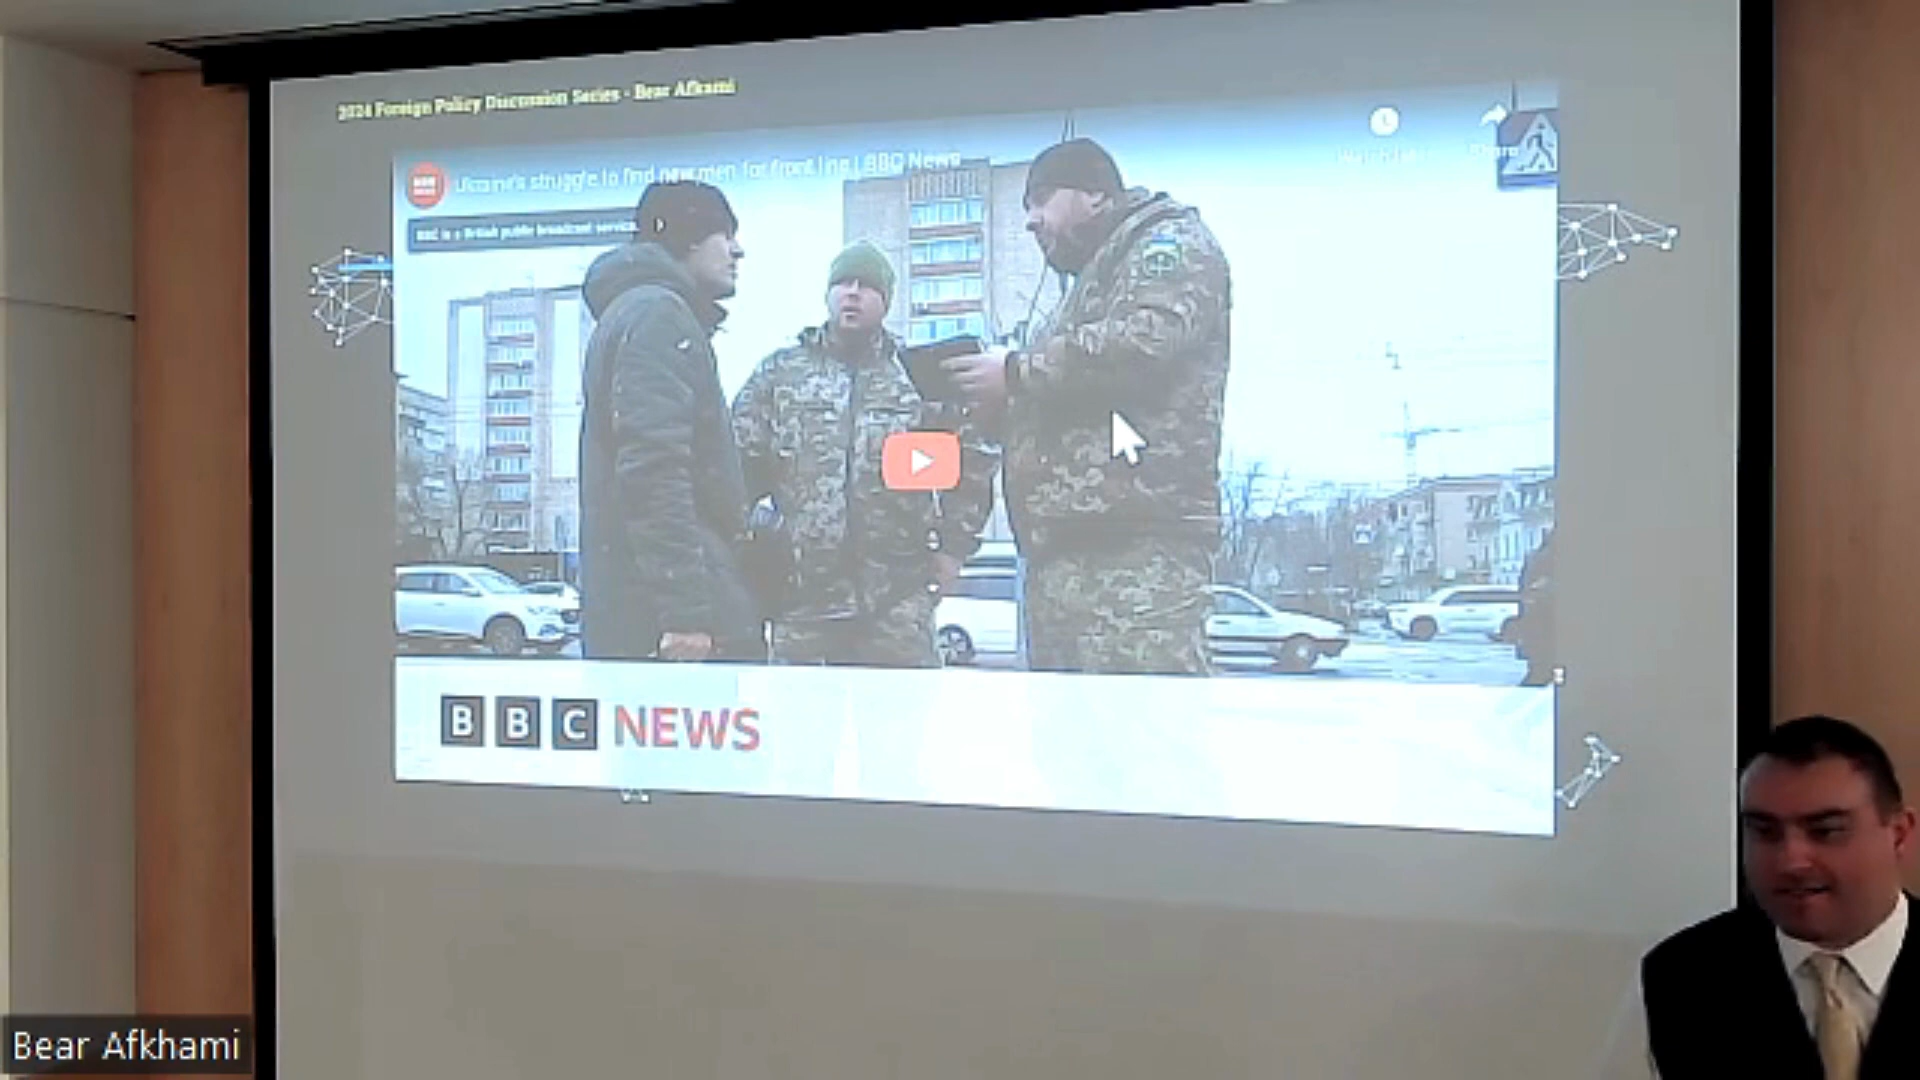 2024 Foreign Policy Discussion Series - Bear Afkami
Ukraine's struggle to find new men for front line | BBC News
BBC is a British public broadcast service.
Share
BBC NEWS
Bear Afkhami